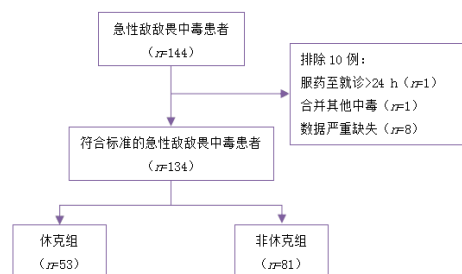 急性敌敌畏中毒患者
(n=144)
排除 10 例:
服药至就诊>24 h (n=1)
合并其他中毒 (n=1)
数据严重缺失 (n=8)
符合标准的急性敌敌畏中毒患者
(n=134)
休克组
(n=53)
非休克组
(n=81)